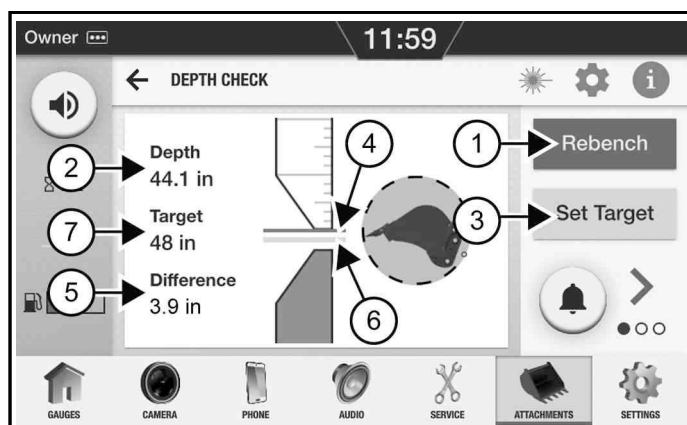 Owner
11:59
DEPTH CHECK
i
1
Rebench
2
Depth
44.1 in
4
7
Target
48 in
3
Set Target
5
Difference
3.9 in
6
GAUGES
CAMERA
PHONE
AUDIO
SERVICE
ATTACHMENTS
SETTINGS